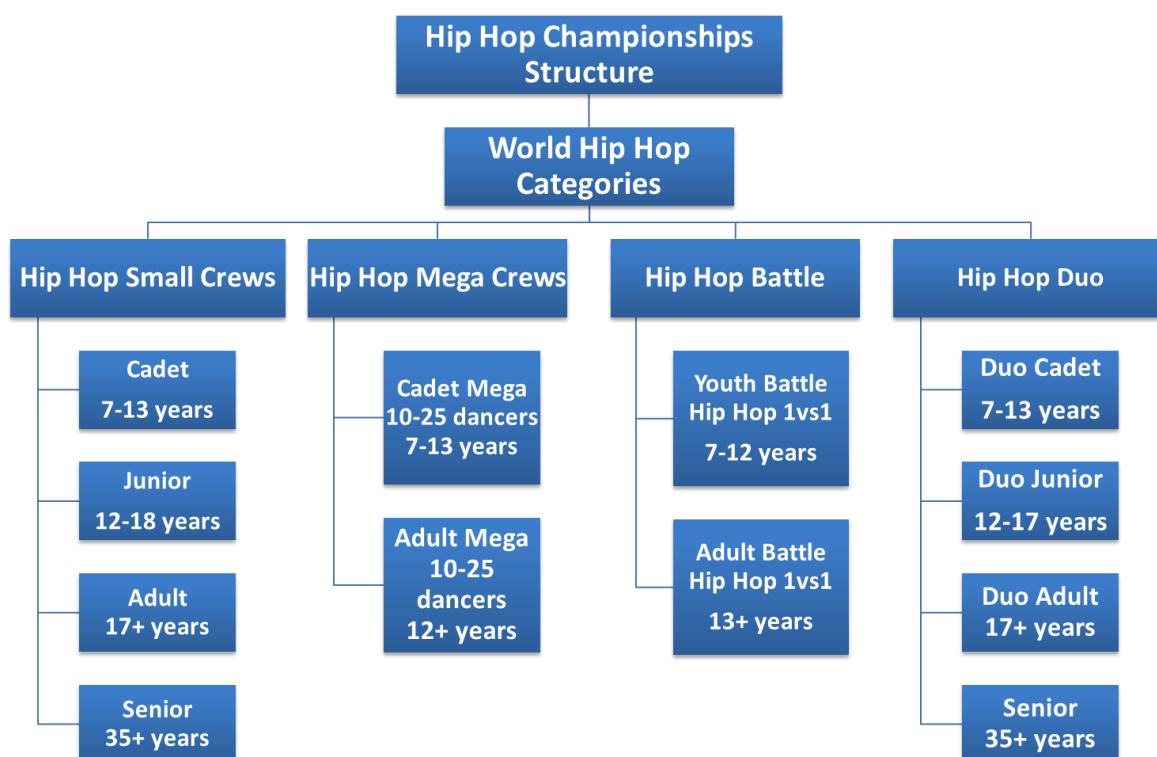 Hip Hop Championships
Structure
World Hip Hop
Categories
Hip Hop Small Crews
Cadet
7-13 years
Junior
12-18 years
Adult
17+ years
Senior
35+ years
Hip Hop Mega Crews
Cadet Mega
10-25 dancers
7-13 years
Adult Mega
10-25
dancers
12+ years
Hip Hop Battle
Youth Battle
Hip Hop 1vs1
7-12 years
Adult Battle
Hip Hop 1vs1
13+ years
Hip Hop Duo
Duo Cadet
7-13 years
Duo Junior
12-17 years
Duo Adult
17+ years
Senior
35+ years